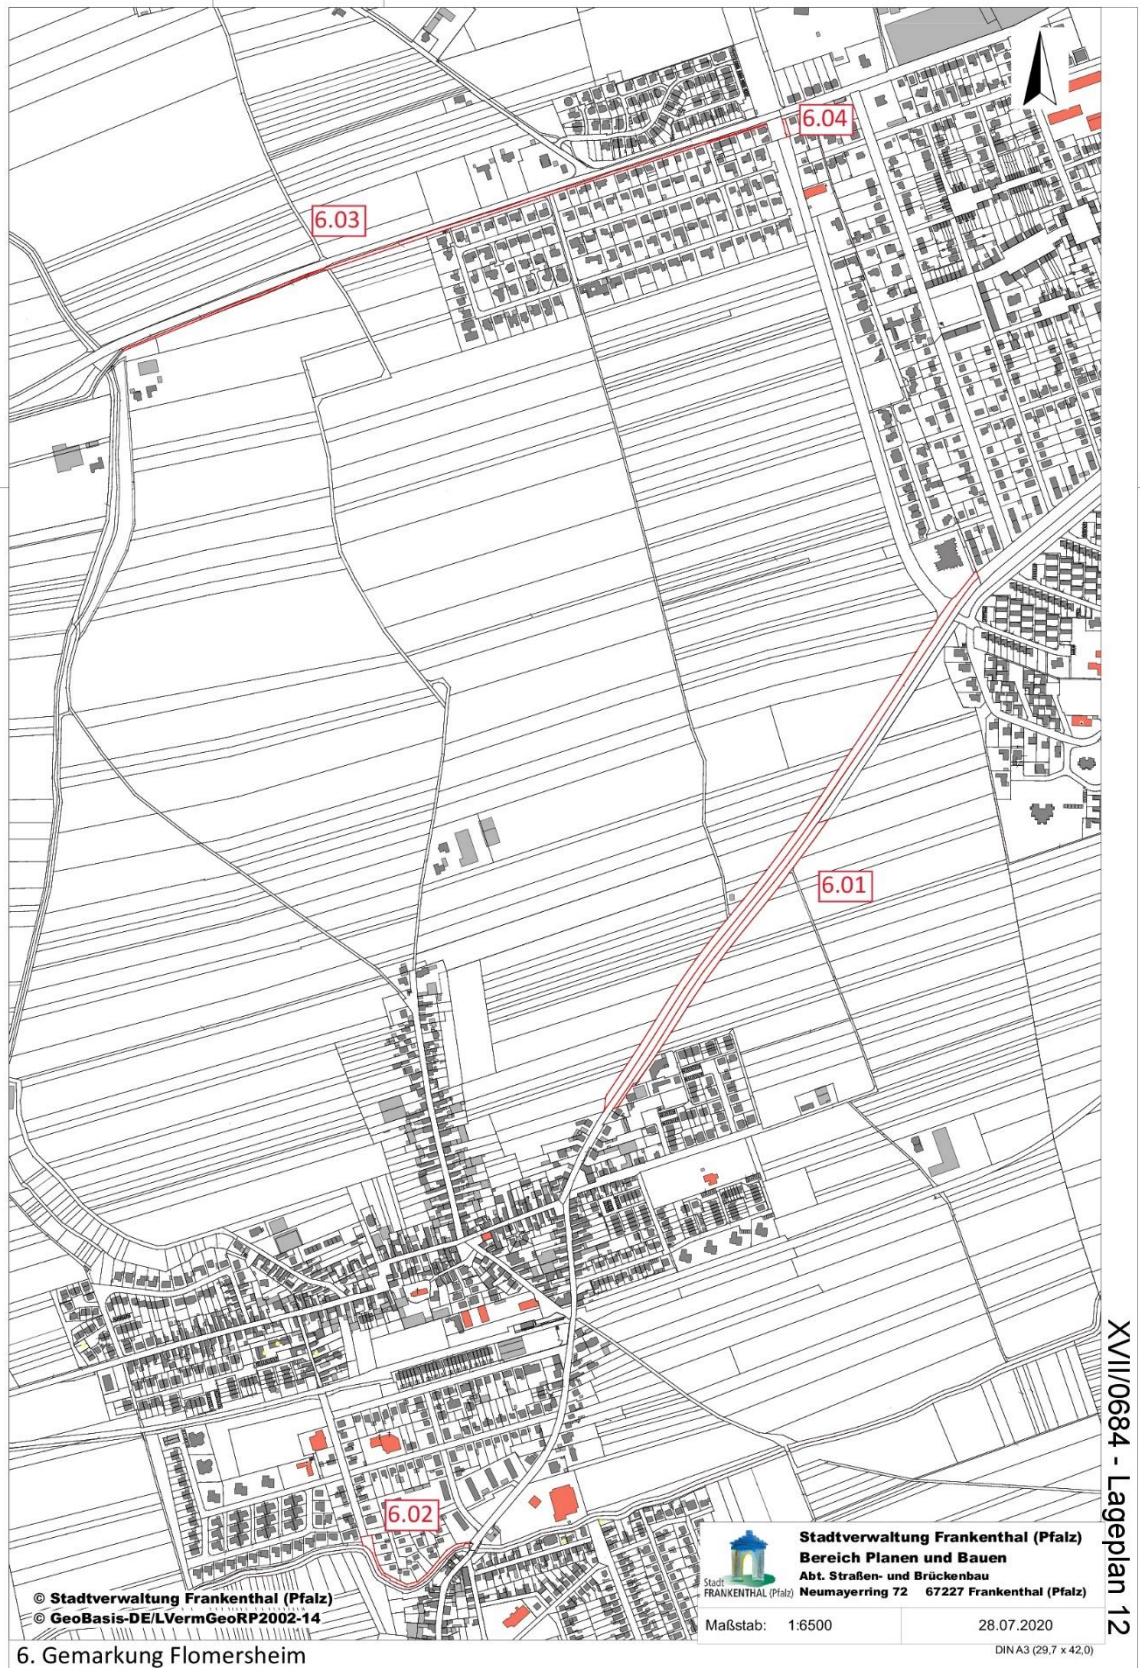 6.04
6.03
6.01
6.02
XVII/0684 - Lageplan 12
Stadt
FRANKENTHAL (Pfalz)
Stadtverwaltung Frankenthal (Pfalz)
Bereich Planen und Bauen
Abt. Straßen- und Brückenbau
Neumayerring 72 67227 Frankenthal (Pfalz)
Maßstab: 1:6500 28.07.2020
© Stadtverwaltung Frankenthal (Pfalz)
© GeoBasis-DE/LVermGeoRP2002-14
6. Gemarkung Flomersheim
DIN A3 (29,7 x 42,0)